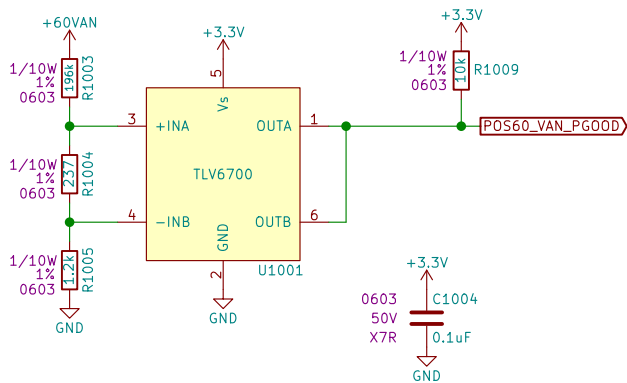 +60VAN
1/10W
1%
0603
196k
R1003
1/10W
1%
0603
237
R1004
1/10W
1%
0603
1.2k
R1005
GND
+3.3V
5
Vs
3
+INA
OUTA
1
TLV6700
4
-INB
OUTB
6
GND
2
U1001
GND
+3.3V
1/10W
1%
0603
10k
R1009
POS60_VAN_PGOOD
+3.3V
0603
50V
X7R
C1004
0.1uF
GND